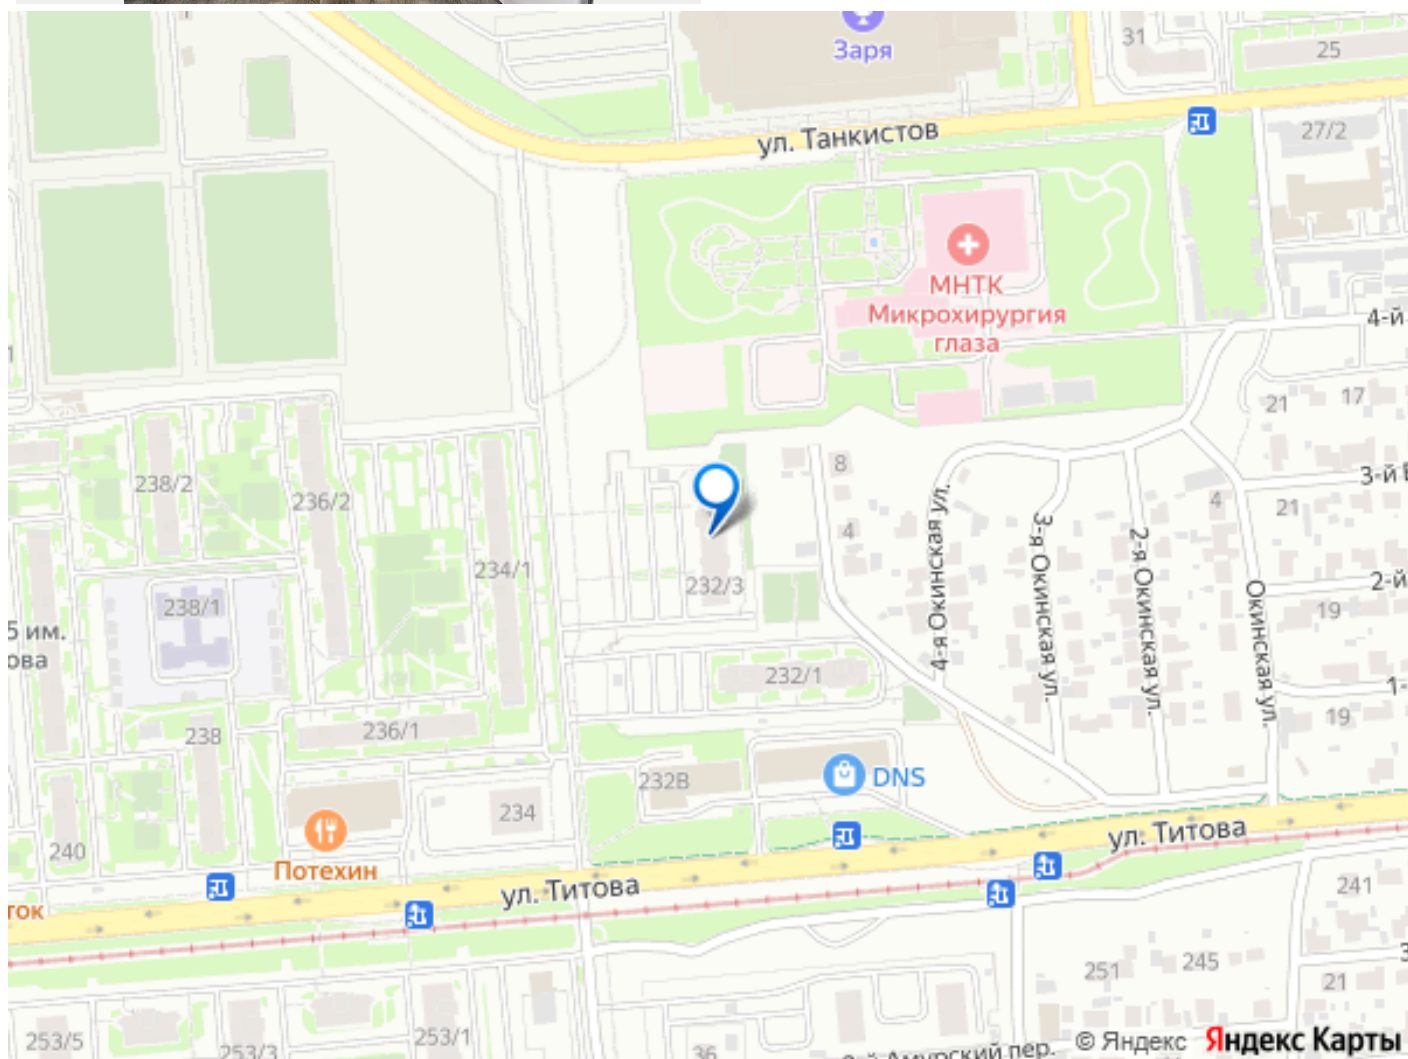 Заря
31
25
ул. Танкистов
27/2
МНТК
Микрохирургия
глаза
4-й
21
17
238/2
236/2
8
4
4
3-й
21
4-я Окинская ул.
3-я Окинская ул.
2-я Окинская ул.
Окинская ул.
234/1
232/3
2-й
238/1
19
5 им.
ова
232/1
1-
19
238
236/1
232В
DNS
234
240
Потехин
ул. Титова
ул. Титова
ток
241
251
245
21
253/5
253/3
253/1
36
Амурский пер.
© Яндекс
Яндекс Карты